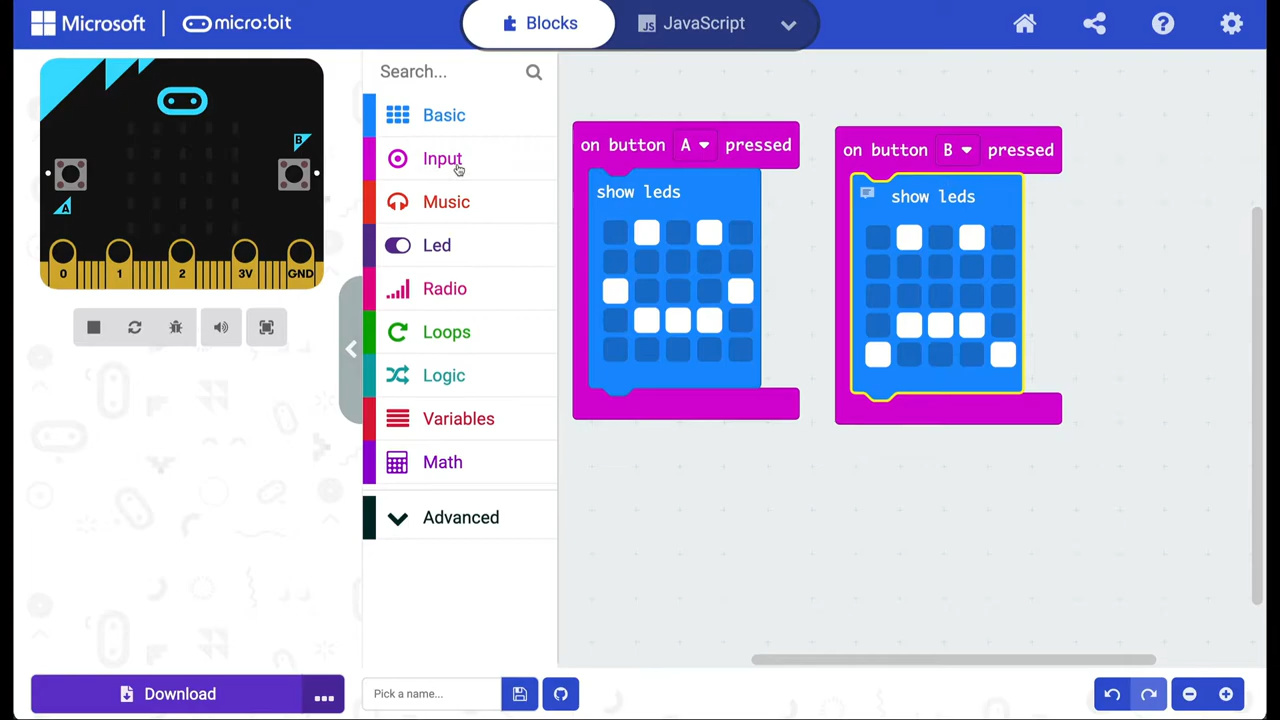 Microsoft
micro:bit
Blocks
JS JavaScript
Search...
Basic
Input
Music
Led
Radio
Loops
Logic
Variables
Math
Advanced
A
B
0 1 2 3V GND
on button A pressed
show leds
on button B pressed
show leds
Download
Pick a name...